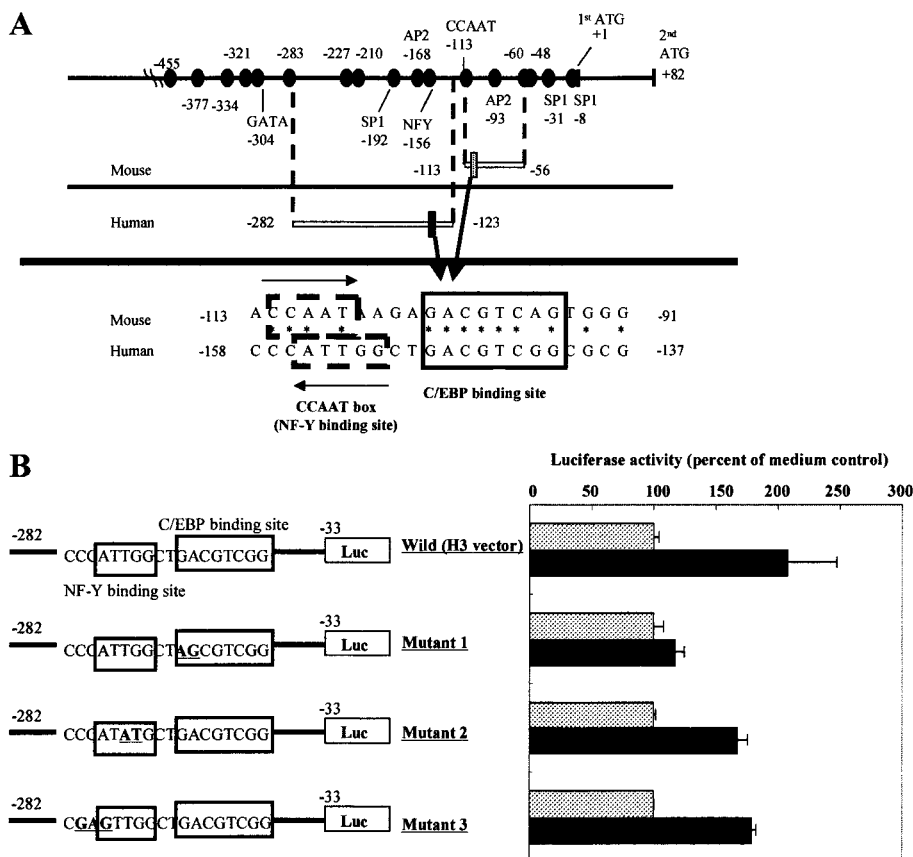 A
CCAAT
-113
1st ATG
+1
2nd
ATG
+82
AP2
-168
-321
-283
-227
-210
-60
-48
-455
-377
-334
GATA
-304
SP1
-192
NFY
-156
AP2
-93
SP1
-31
SP1
-8
Mouse
-113
-56
Human
-282
-123
Mouse
-113
A C C A A T A A G A G A C G T C A G T G G G
-91
* * * * * * * * * * * * *
Human
-158
C C C A T T G G C T G A C G T C G G C G C G
-137
CCAAT box
(NF-Y binding site)
C/EBP binding site
B
Luciferase activity (percent of medium control)
0 50 100 150 200 250 300
C/EBP binding site
-282
-33
CCCATTGGCTGACGTCGG
Luc
Wild (H3 vector)
NF-Y binding site
-282
-33
CCCATTGGCTAGCGTCGG
Luc
Mutant 1
-282
-33
CCCATATGCTGACGTCGG
Luc
Mutant 2
-282
-33
CGAGTTGGCTGACGTCGG
Luc
Mutant 3